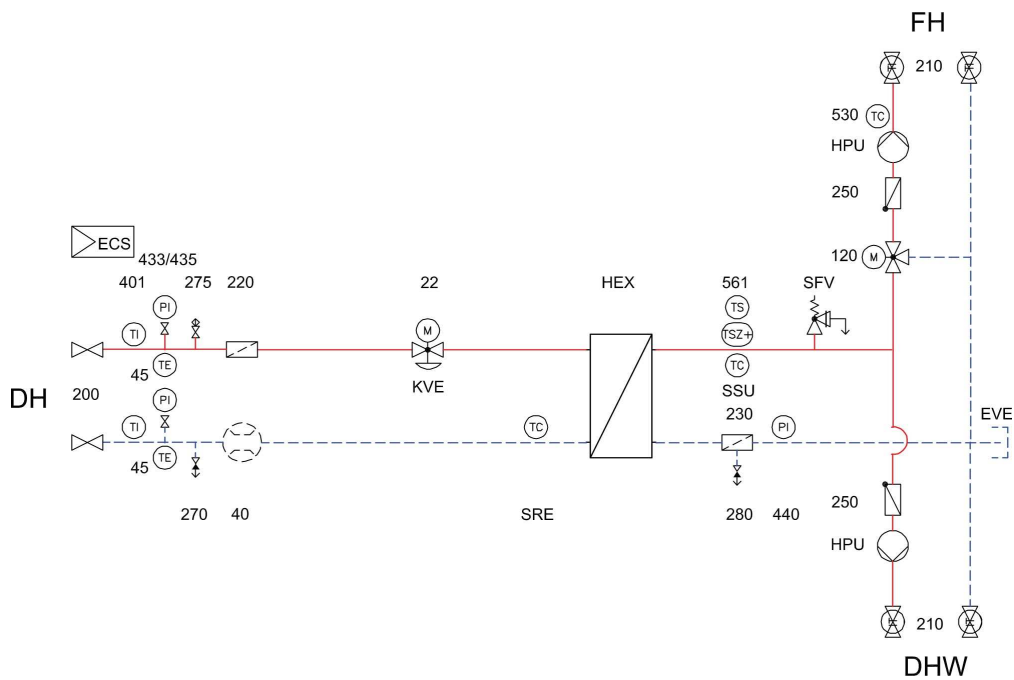 FH
210
530 TC
HPU
250
ECS
433/435
120 M
401 275 220 22 HEX 561 SFV
PI TS
TI M TSZ+
45 TE KVE TC
SSU
DH 200 PI 230 EVE
TI TC PI
45 TE
270 40 SRE 280 440
250
HPU
210
DHW